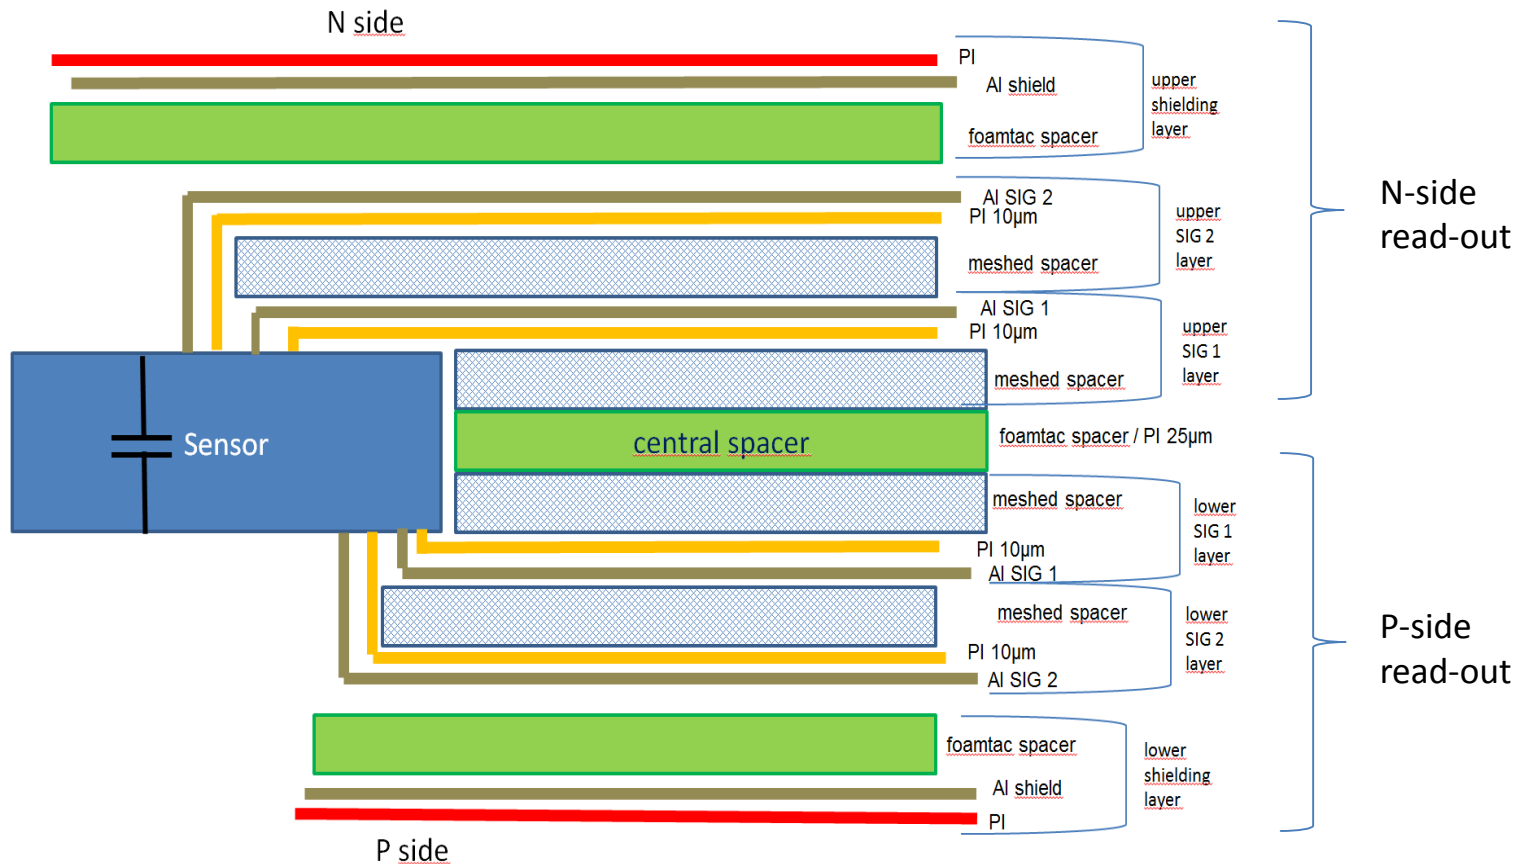 N side
PI
Al shield
foamtac spacer
upper
shielding
layer
Al SIG 2
PI 10µm
meshed spacer
upper
SIG 2
layer
N-side
read-out
Al SIG 1
PI 10µm
meshed spacer
upper
SIG 1
layer
Sensor
central spacer
foamtac spacer / PI 25µm
meshed spacer
PI 10µm
Al SIG 1
lower
SIG 1
layer
meshed spacer
PI 10µm
Al SIG 2
lower
SIG 2
layer
P-side
read-out
foamtac spacer
Al shield
PI
lower
shielding
layer
P side